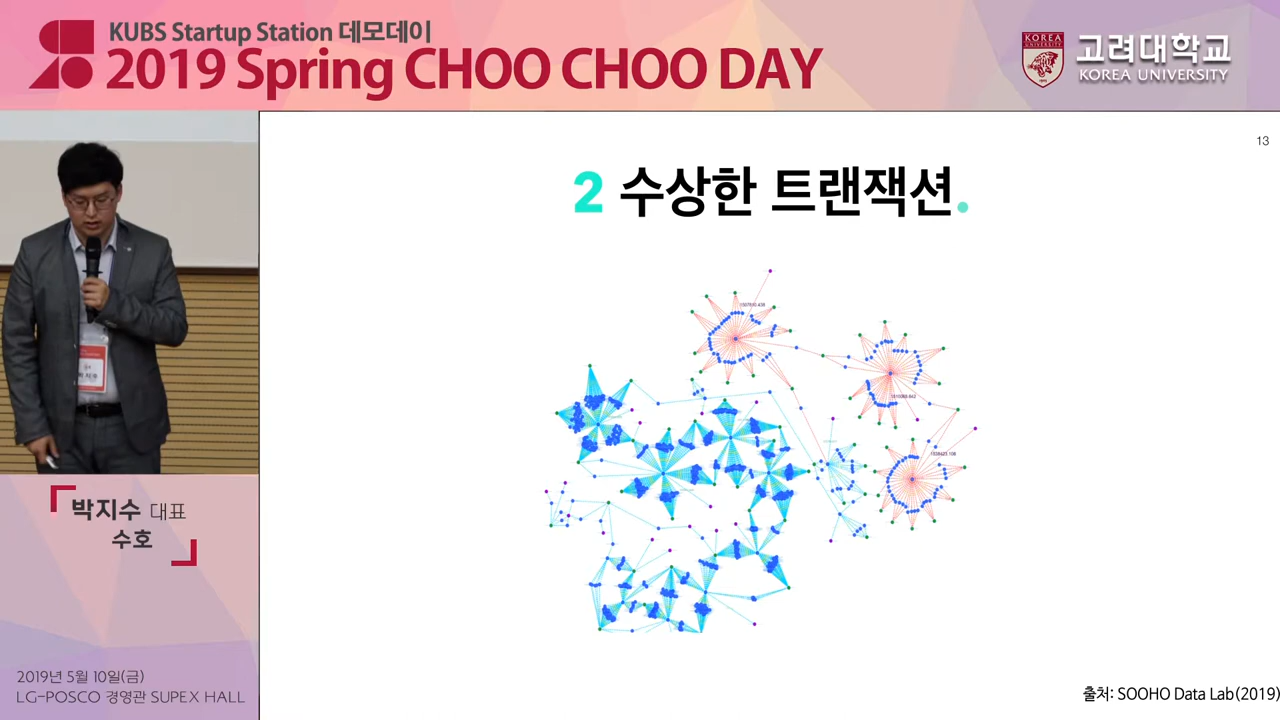 KUBS Startup Station 데모데이
2019 Spring CHOO CHOO DAY
KOREA
UNIVERSITY
고려대학교
KOREA UNIVERSITY
13
2 수상한 트랜잭션.
박지수 대표
수호
2019년 5월 10일(금)
LG-POSCO 경영관 SUPEX HALL
출처: SOOHO Data Lab(2019)